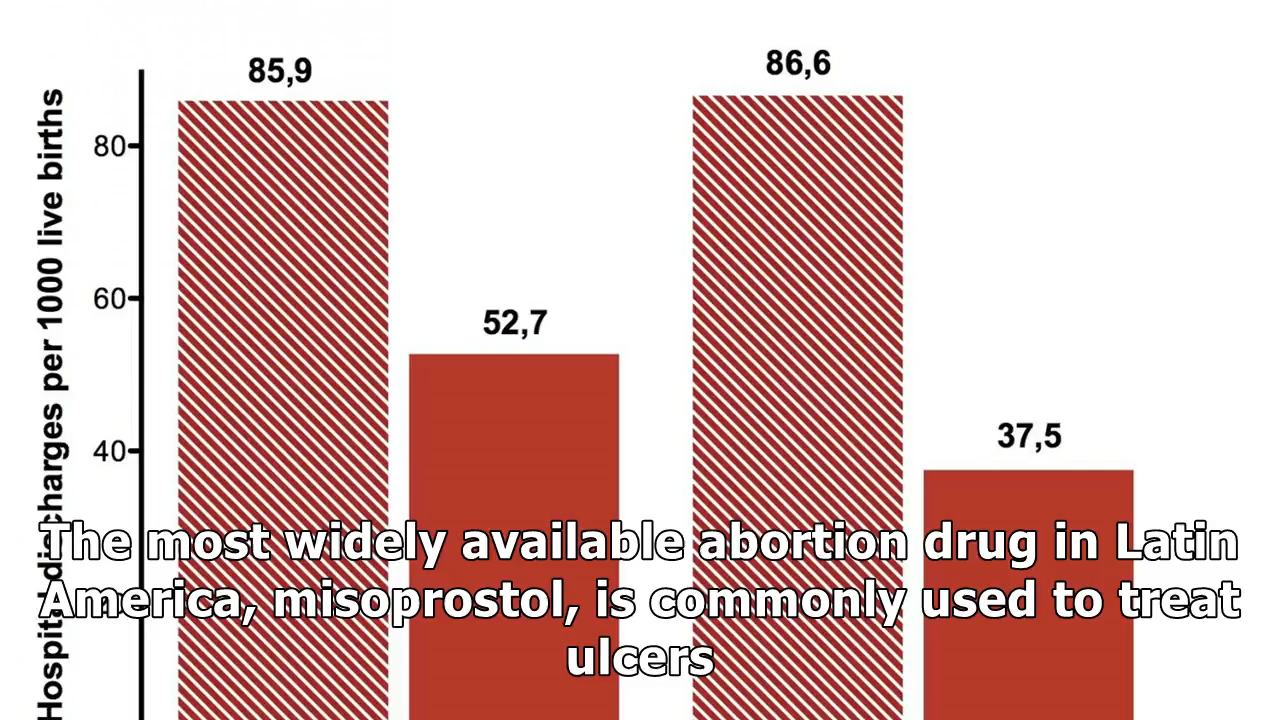 85,9
86,6
80
60
52,7
40
37,5
Hospital discharges per 1000 live births
The most widely available abortion drug in Latin
America, misoprostol, is commonly used to treat
ulcers